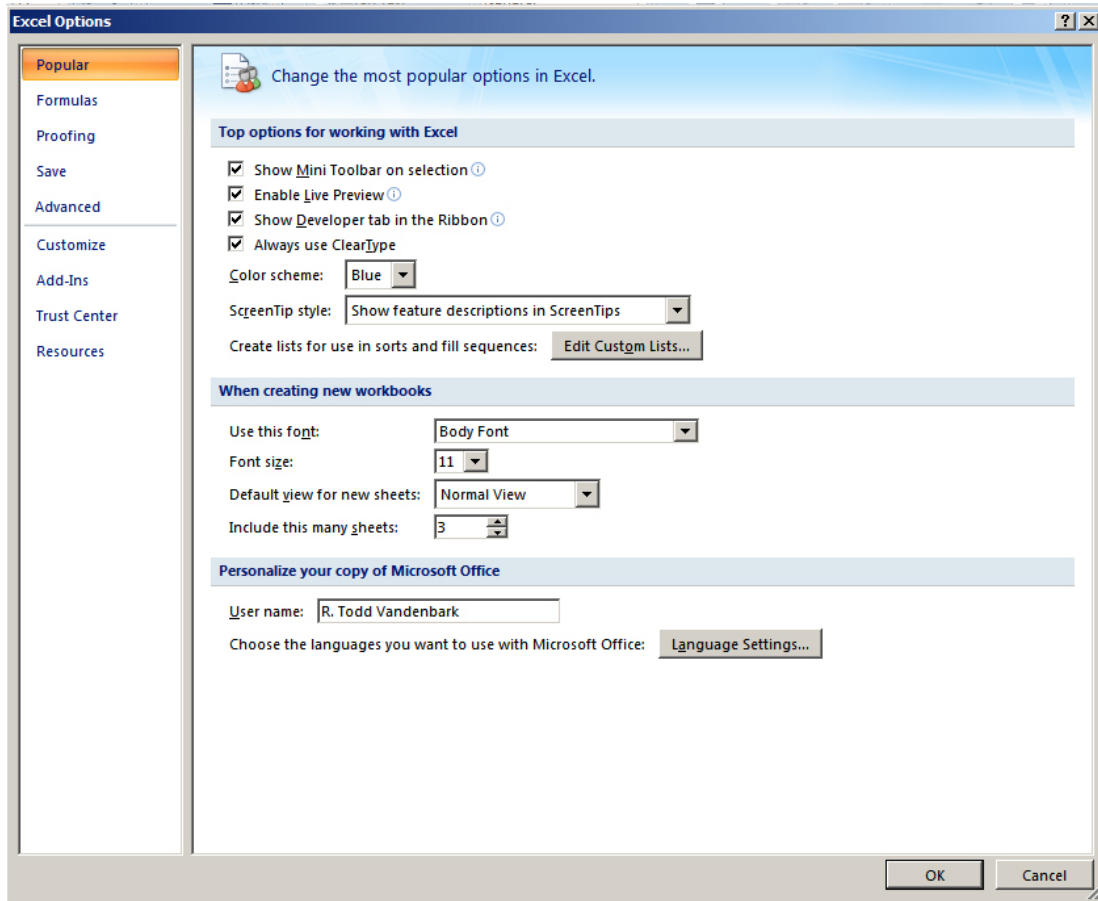 Excel Options
Popular
Formulas
Proofing
Save
Advanced
Customize
Add-Ins
Trust Center
Resources
Change the most popular options in Excel.
Top options for working with Excel
Show Mini Toolbar on selection
Enable Live Preview
Show Developer tab in the Ribbon
Always use ClearType
Color scheme: Blue
ScreenTip style: Show feature descriptions in ScreenTips
Create lists for use in sorts and fill sequences: Edit Custom Lists...
When creating new workbooks
Use this font: Body Font
Font size: 11
Default view for new sheets: Normal View
Include this many sheets: 3
Personalize your copy of Microsoft Office
User name: R. Todd Vandenbark
Choose the languages you want to use with Microsoft Office: Language Settings...
OK Cancel